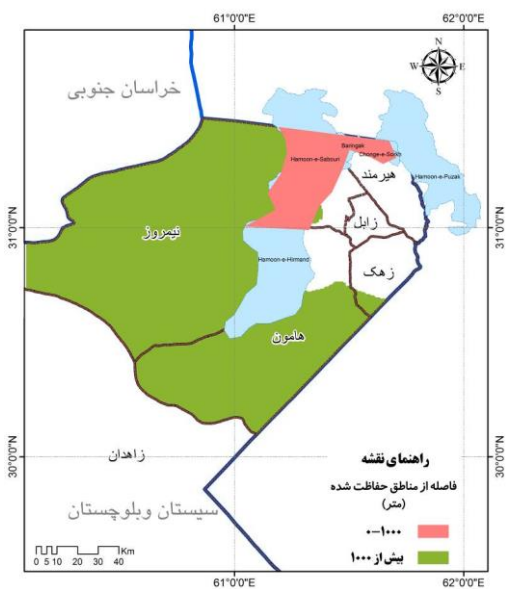 61°0'0"E
62°0'0"E
N
W
E
S
خراسان جنوبی
Hamoon-e-Sabouri
Baringak
Chonge-e-Sorkh
Hamoon-e-Puzak
هیرمند
31°0'0"N
31°0'0"N
نیمروز
زابل
Hamoon-e-Hirmand
زهک
هامون
30°0'0"N
30°0'0"N
زاهدان
سیستان وبلوچستان
راهنمای نقشه
فاصله از مناطق حفاظت شده
(متر)
۰-۱۰۰۰
بیش از ۱۰۰۰
Km
0 5 10 20 30 40
61°0'0"E
62°0'0"E